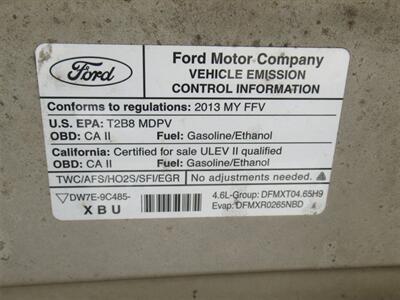 Ford
Ford Motor Company
VEHICLE EMISSION
CONTROL INFORMATION
Conforms to regulations: 2013 MY FFV
U.S. EPA: T2B8 MDPV
OBD: CA II Fuel: Gasoline/Ethanol
California: Certified for sale ULEV II qualified
OBD: CA II Fuel: Gasoline/Ethanol
TWC/AFS/HO2S/SFI/EGR No adjustments needed.
DW7E-9C485- 4.6L-Group: DFMXT04.65H9
XBU Evap: DFMXR0265NBD